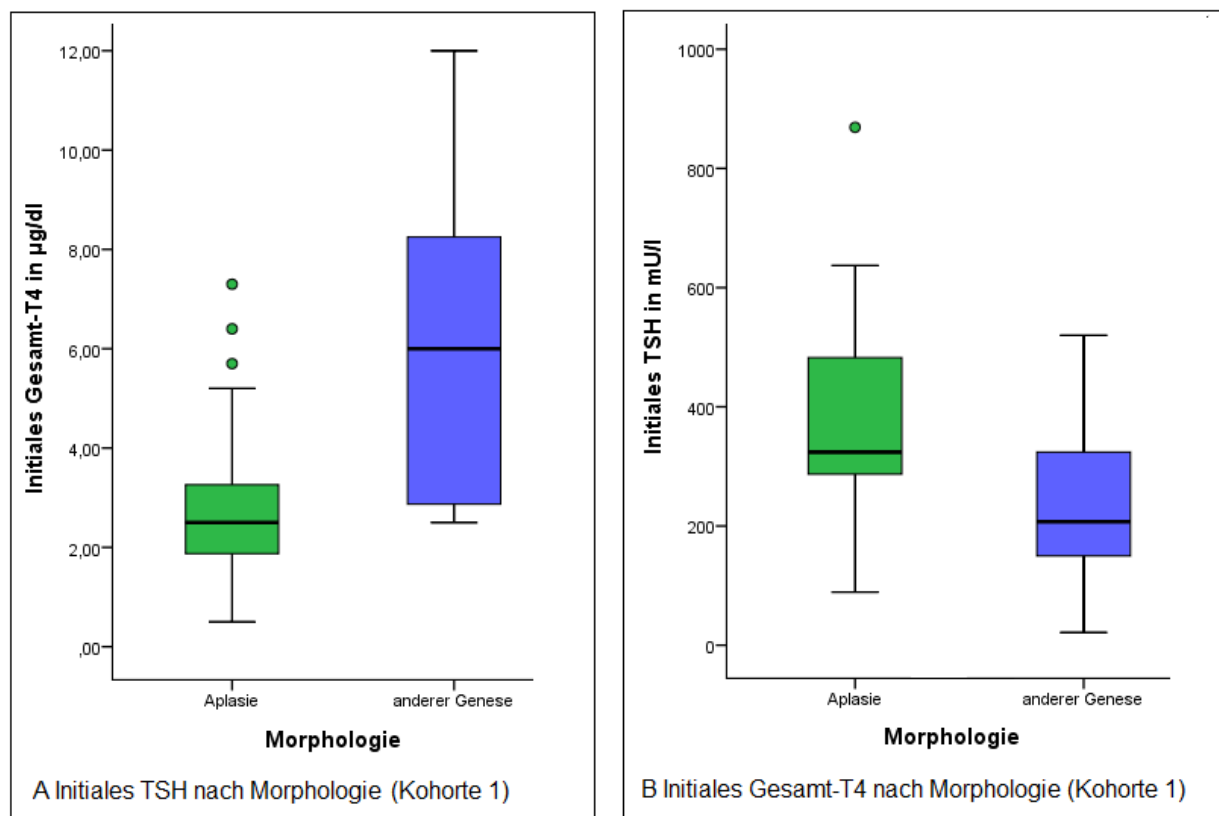 Initiales Gesamt-T4 in µg/dl
12,00
10,00
8,00
6,00
4,00
2,00
,00
Aplasie
anderer Genese
Morphologie
A Initiales TSH nach Morphologie (Kohorte 1)
Initiales TSH in mU/l
1000
800
600
400
200
0
Aplasie
anderer Genese
Morphologie
B Initiales Gesamt-T4 nach Morphologie (Kohorte 1)